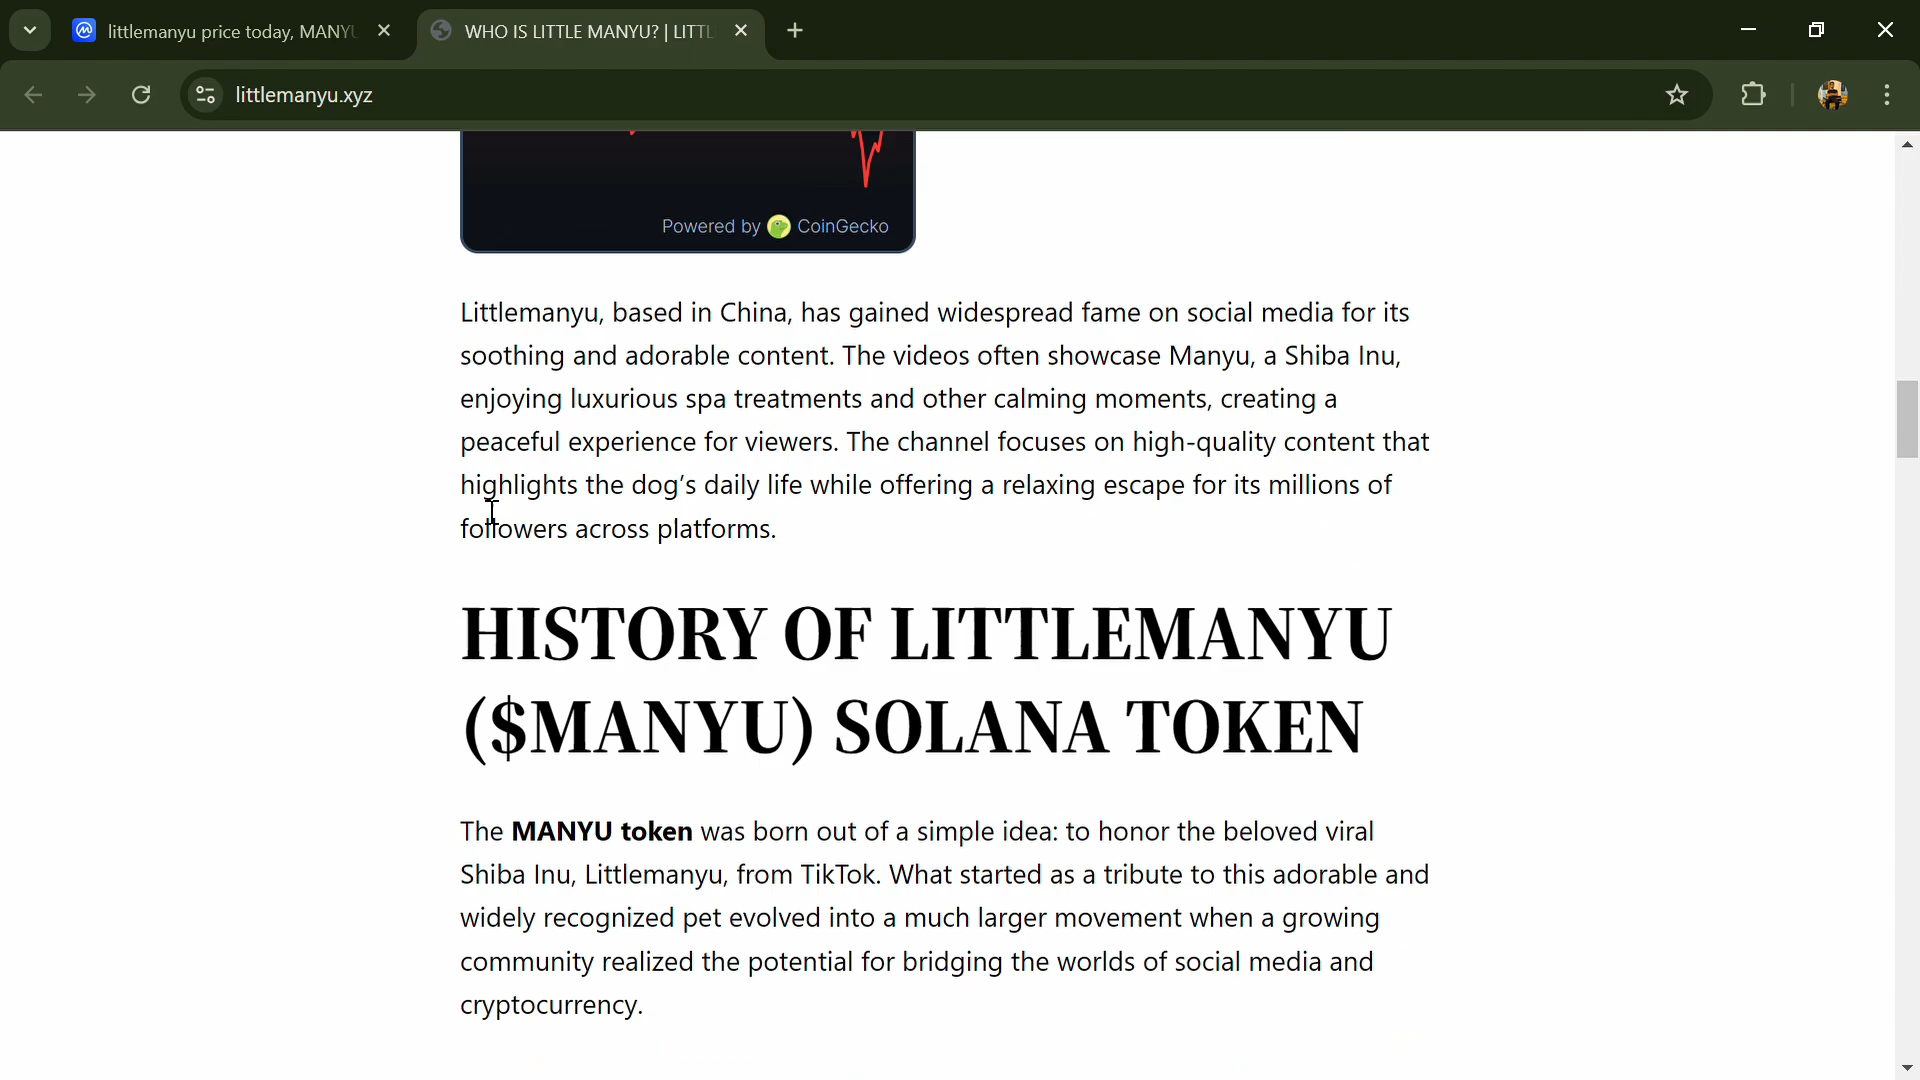 littlemanyu price today, MANYU
WHO IS LITTLE MANYU? | LITTL
littlemanyu.xyz
Powered by CoinGecko
Littlemanyu, based in China, has gained widespread fame on social media for its
soothing and adorable content. The videos often showcase Manyu, a Shiba Inu,
enjoying luxurious spa treatments and other calming moments, creating a
peaceful experience for viewers. The channel focuses on high-quality content that
highlights the dog’s daily life while offering a relaxing escape for its millions of
followers across platforms.
HISTORY OF LITTLEMANYU
($MANYU) SOLANA TOKEN
The MANYU token was born out of a simple idea: to honor the beloved viral
Shiba Inu, Littlemanyu, from TikTok. What started as a tribute to this adorable and
widely recognized pet evolved into a much larger movement when a growing
community realized the potential for bridging the worlds of social media and
cryptocurrency.